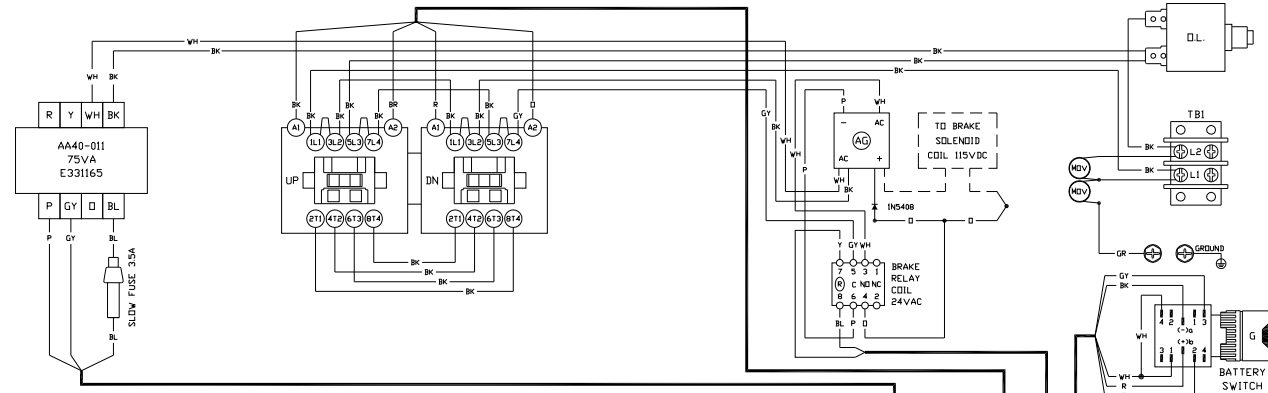 WH
BK
BK
BK
BK
O.L.
WH BK
R Y WH BK
AA40-011
75VA
E331165
P GY O BL
P GY BL
SLOW FUSE 3.5A
BL
BK BK BK BK BR R BK BK BK GY O
A1 A2 A1 A2
1L1 3L2 5L3 7L4
1L1 3L2 5L3 7L4
UP DN
2T1 4T2 6T3 8T4
2T1 4T2 6T3 8T4
BK
BK
BK
BK
GY BK WH WH P
P WH
- AC
AG
AC +
WH BK
TO BRAKE
SOLENOID
COIL 115VDC
1N5408
O O
Y GY WH
7 5 3 1
R C NO NC
8 6 4 2
BL P O
BRAKE
RELAY
COIL
24VAC
TB1
BK L2
BK L1
MOV
MOV
GR GROUND
GY
BK
WH
4 2 1 3
(-)a
(+)b
3 1 2 4
WH
R
G
BATTERY
SWITCH